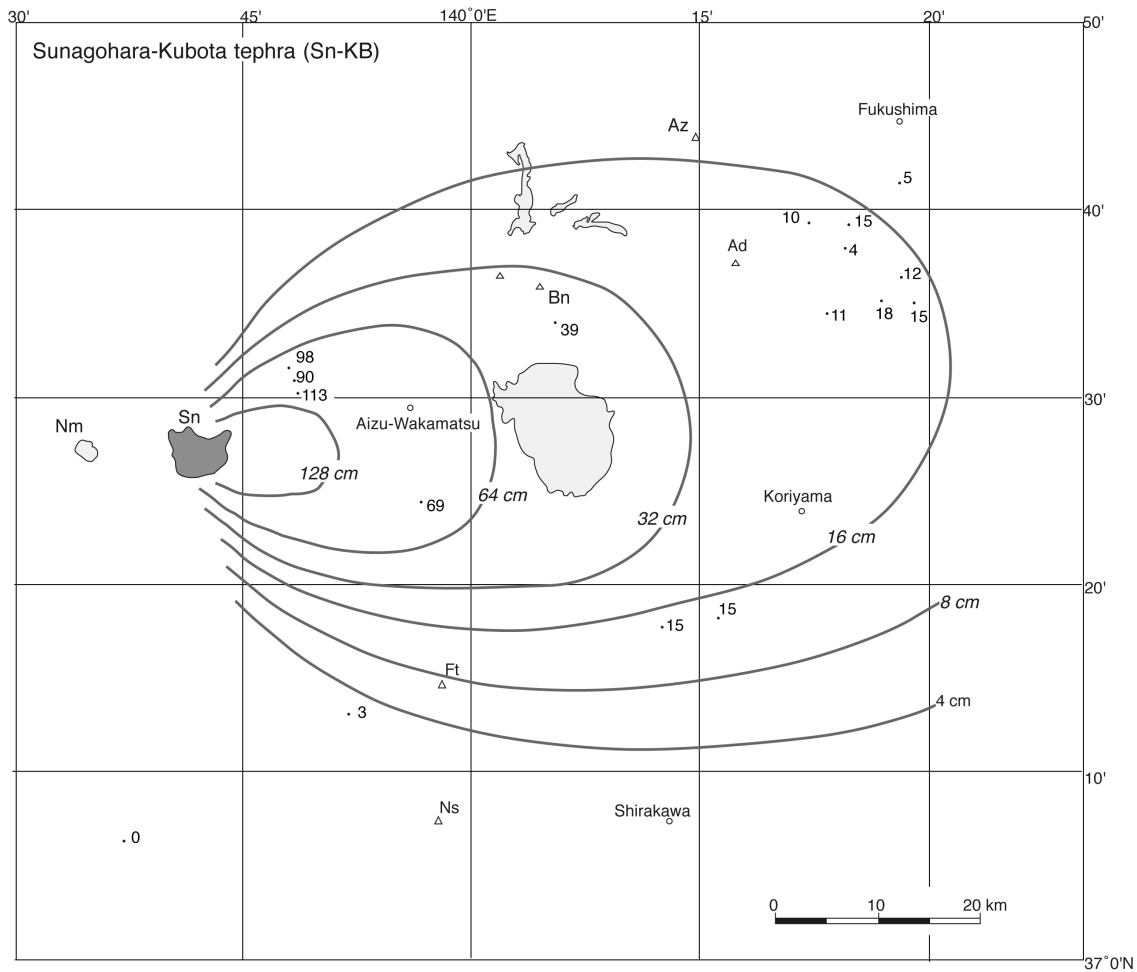 30'
45'
140°0'E
15'
20'
50'
Sunagohara-Kubota tephra (Sn-KB)
Fukushima
Az
5
40'
10
15
Ad
4
12
Bn
39
11
18
15
98
90
113
30'
Sn
Nm
Aizu-Wakamatsu
128 cm
64 cm
69
Koriyama
32 cm
16 cm
20'
8 cm
15
15
Ft
4 cm
3
10'
Ns
Shirakawa
0
0
10
20 km
37°0'N